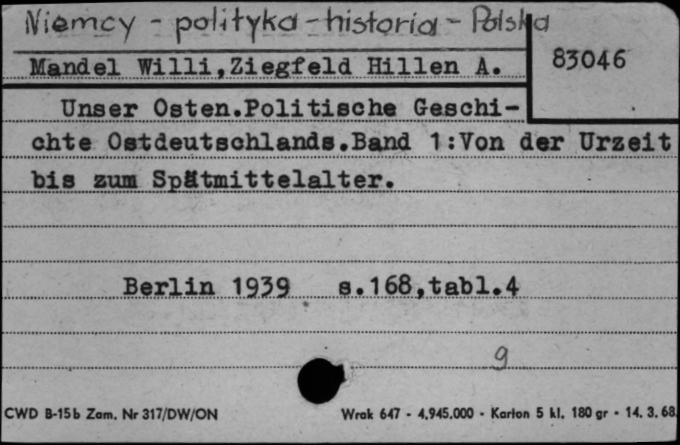 Niemcy - polityka - historia - Polska
Mandel Willi,Ziegfeld Hillen A.
83046
Unser Osten.Politische Geschi-
chte Ostdeutschlands.Band 1:Von der Urzeit
bis zum Spätmittelalter.
Berlin 1939 s.168,tabl.4
9
CWD B-15b Zam. Nr 317/DW/ON Wrak 647 - 4.945.000 - Karton 5 kl. 180 gr - 14. 3. 68.